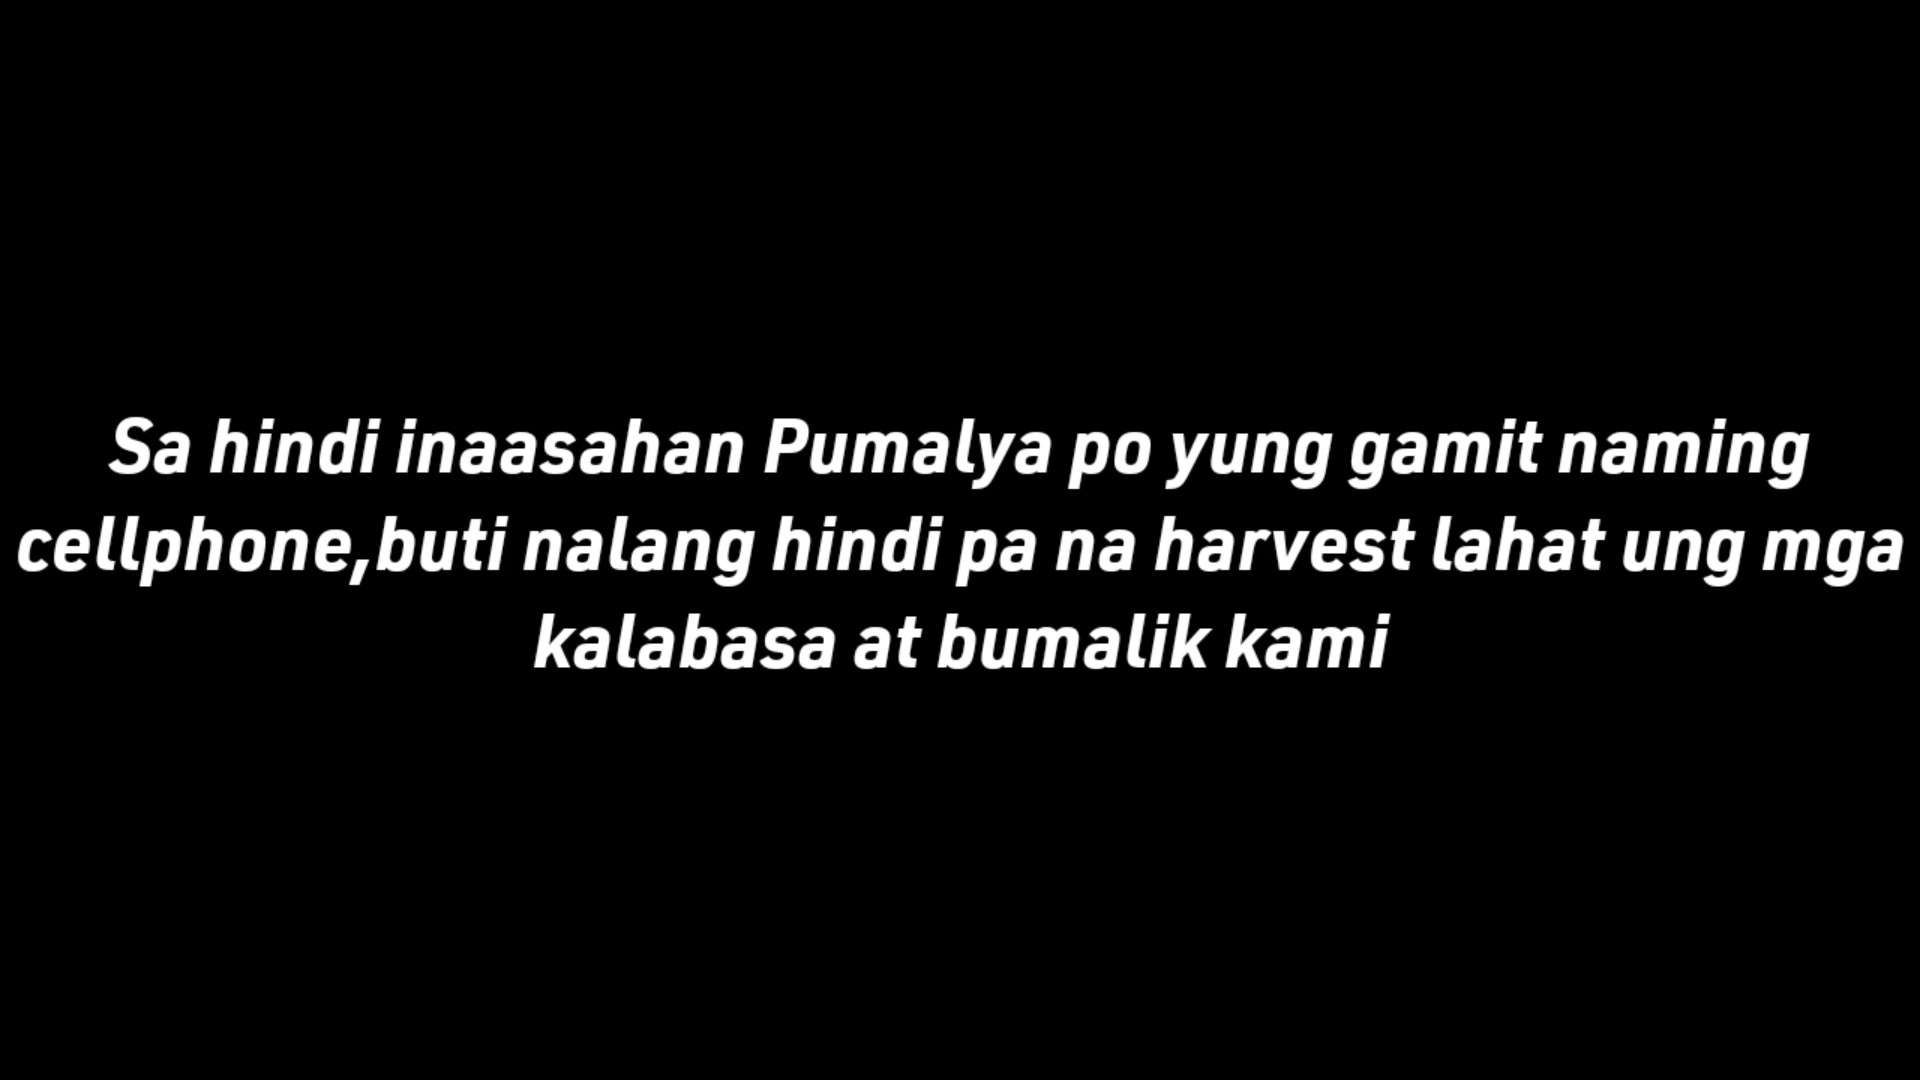 Sa hindi inaasahan Pumalya po yung gamit naming
cellphone,buti nalang hindi pa na harvest lahat ung mga
kalabasa at bumalik kami